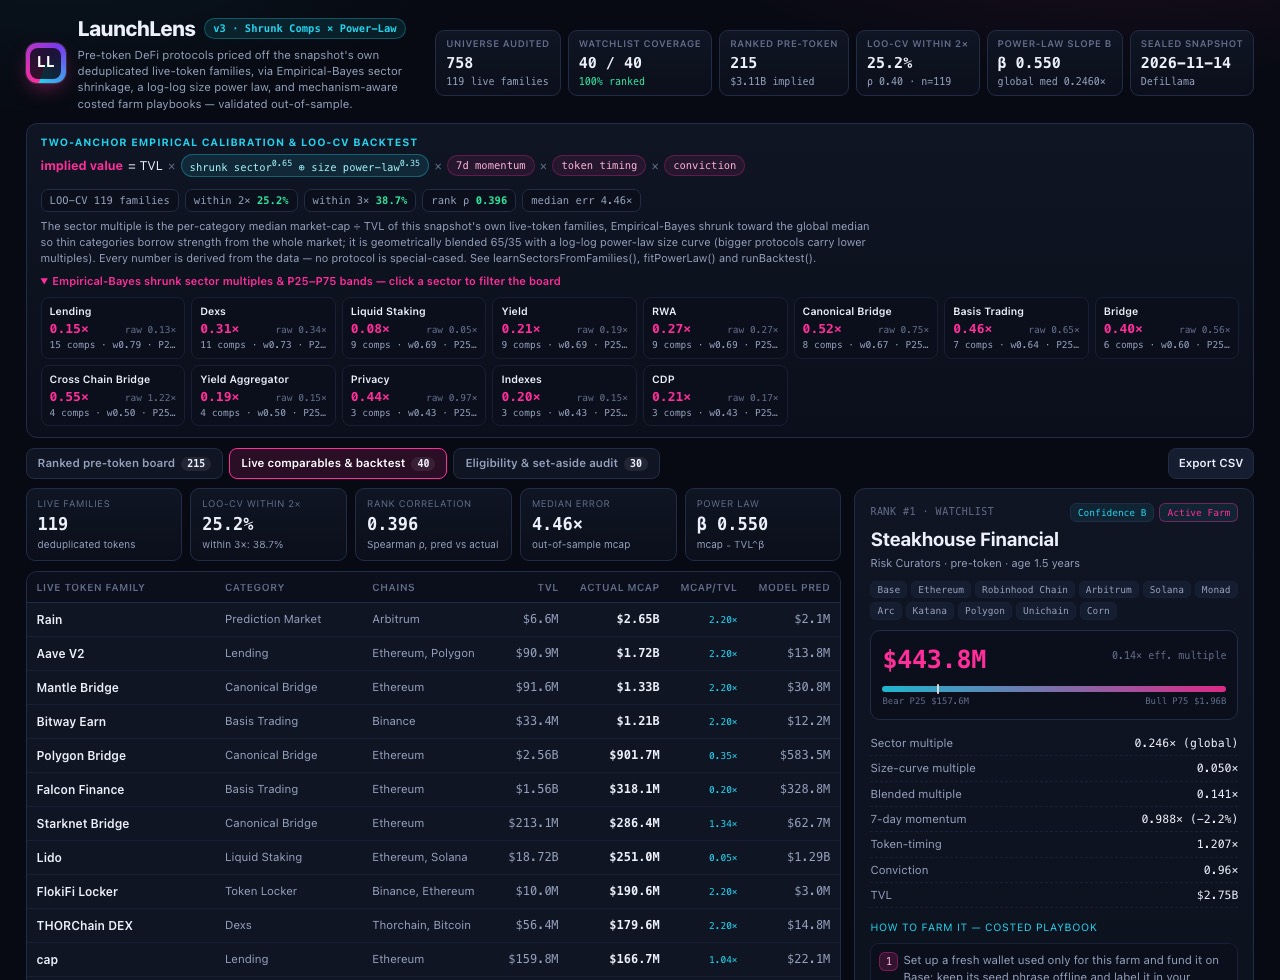 LL
LaunchLens
v3 · Shrunk Comps × Power-Law
Pre-token DeFi protocols priced off the snapshot's own
deduplicated live-token families, via Empirical-Bayes sector
shrinkage, a log-log size power law, and mechanism-aware
costed farm playbooks — validated out-of-sample.
UNIVERSE AUDITED
758
119 live families
WATCHLIST COVERAGE
40 / 40
100% ranked
RANKED PRE-TOKEN
215
$3.11B implied
LOO-CV WITHIN 2×
25.2%
ρ 0.40 · n=119
POWER-LAW SLOPE B
β 0.550
global med 0.2460×
SEALED SNAPSHOT
2026-11-14
DefiLlama
TWO-ANCHOR EMPIRICAL CALIBRATION & LOO-CV BACKTEST
implied value = TVL × shrunk sector^0.65 ⊕ size power-law^0.35 × 7d momentum × token timing × conviction
LOO-CV 119 families
within 2× 25.2%
within 3× 38.7%
rank ρ 0.396
median err 4.46×
The sector multiple is the per-category median market-cap ÷ TVL of this snapshot's own live-token families, Empirical-Bayes shrunk toward the global median
so thin categories borrow strength from the whole market; it is geometrically blended 65/35 with a log-log power-law size curve (bigger protocols carry lower
multiples). Every number is derived from the data — no protocol is special-cased. See learnSectorsFromFamilies(), fitPowerLaw() and runBacktest().
▼ Empirical-Bayes shrunk sector multiples & P25–P75 bands — click a sector to filter the board
Lending
0.15× raw 0.13×
15 comps · w0.79 · P2…
Dexs
0.31× raw 0.34×
11 comps · w0.73 · P2…
Liquid Staking
0.08× raw 0.05×
9 comps · w0.69 · P25…
Yield
0.21× raw 0.19×
9 comps · w0.69 · P25…
RWA
0.27× raw 0.27×
9 comps · w0.69 · P25…
Canonical Bridge
0.52× raw 0.75×
8 comps · w0.67 · P25…
Basis Trading
0.46× raw 0.65×
7 comps · w0.64 · P25…
Bridge
0.40× raw 0.56×
6 comps · w0.60 · P25…
Cross Chain Bridge
0.55× raw 1.22×
4 comps · w0.50 · P25…
Yield Aggregator
0.19× raw 0.15×
4 comps · w0.50 · P25…
Privacy
0.44× raw 0.97×
3 comps · w0.43 · P25…
Indexes
0.20× raw 0.15×
3 comps · w0.43 · P25…
CDP
0.21× raw 0.17×
3 comps · w0.43 · P25…
Ranked pre-token board 215
Live comparables & backtest 40
Eligibility & set-aside audit 30
Export CSV
LIVE FAMILIES
119
deduplicated tokens
LOO-CV WITHIN 2×
25.2%
within 3×: 38.7%
RANK CORRELATION
0.396
Spearman ρ, pred vs actual
MEDIAN ERROR
4.46×
out-of-sample mcap
POWER LAW
β 0.550
mcap ~ TVL^β
LIVE TOKEN FAMILY CATEGORY CHAINS TVL ACTUAL MCAP MCAP/TVL MODEL PRED
Rain Prediction Market Arbitrum $6.6M $2.65B 2.20× $2.1M
Aave V2 Lending Ethereum, Polygon $90.9M $1.72B 2.20× $13.8M
Mantle Bridge Canonical Bridge Ethereum $91.6M $1.33B 2.20× $30.8M
Bitway Earn Basis Trading Binance $33.4M $1.21B 2.20× $12.2M
Polygon Bridge Canonical Bridge Ethereum $2.56B $901.7M 0.35× $583.5M
Falcon Finance Basis Trading Ethereum $1.56B $318.1M 0.20× $328.8M
Starknet Bridge Canonical Bridge Ethereum $213.1M $286.4M 1.34× $62.7M
Lido Liquid Staking Ethereum, Solana $18.72B $251.0M 0.05× $1.29B
FlokiFi Locker Token Locker Binance, Ethereum $10.0M $190.6M 2.20× $3.0M
THORChain DEX Dexs Thorchain, Bitcoin $56.4M $179.6M 2.20× $14.8M
cap Lending Ethereum $159.8M $166.7M 1.04× $22.1M
RANK #1 · WATCHLIST
Confidence B
Active Farm
Steakhouse Financial
Risk Curators · pre-token · age 1.5 years
Base Ethereum Robinhood Chain Arbitrum Solana Monad
Arc Katana Polygon Unichain Corn
$443.8M 0.14× eff. multiple
Bear P25 $157.6M Bull P75 $1.96B
Sector multiple 0.246× (global)
Size-curve multiple 0.050×
Blended multiple 0.141×
7-day momentum 0.988× (−2.2%)
Token-timing 1.207×
Conviction 0.96×
TVL $2.75B
HOW TO FARM IT — COSTED PLAYBOOK
1 Set up a fresh wallet used only for this farm and fund it on
Base; keep its seed phrase offline and label it in your